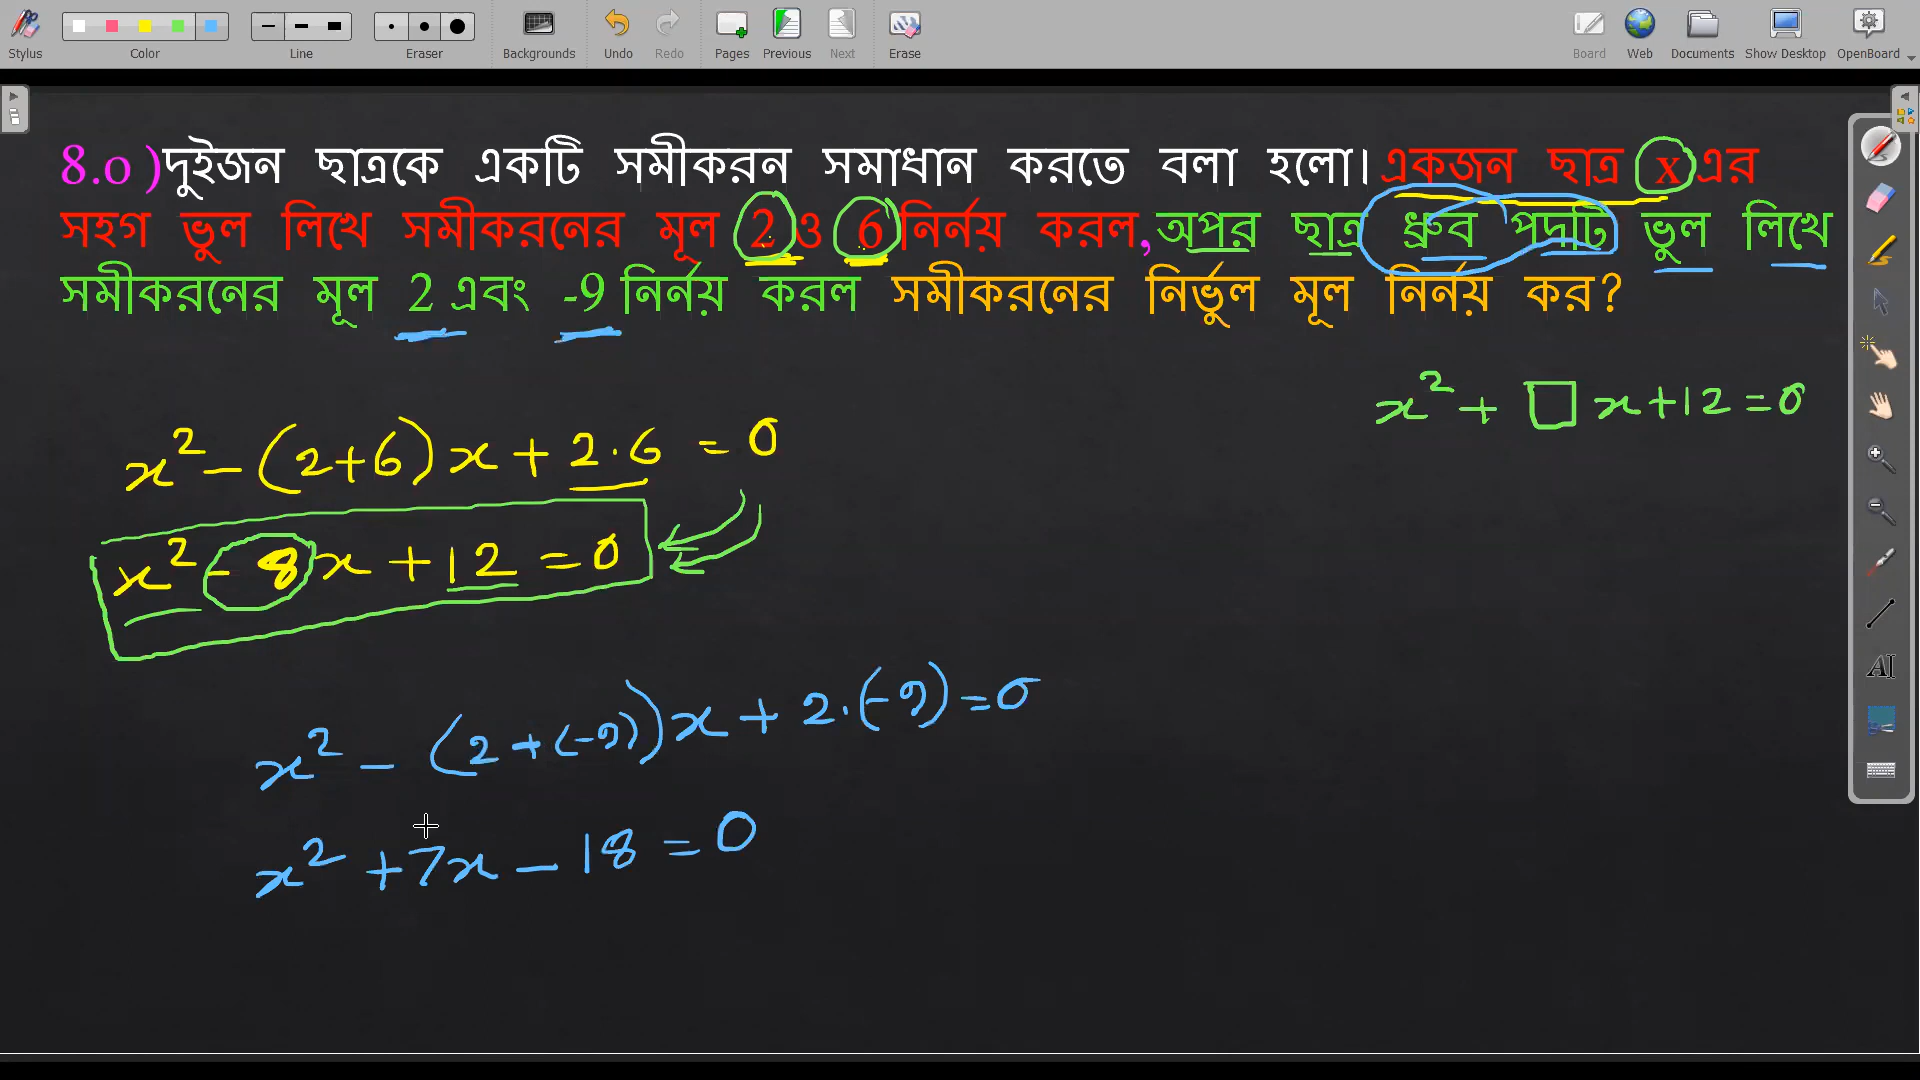 Stylus Color Line Eraser Backgrounds Undo Redo Pages Previous Next Erase Board Web Documents Show Desktop OpenBoard
8.০ )দুইজন ছাত্রকে একটি সমীকরন সমাধান করতে বলা হলো। একজন ছাত্র x এর
সহগ ভুল লিখে সমীকরনের মূল 2 ও 6 নির্নয় করল, অপর ছাত্র ধ্রুব পদটি ভুল লিখে
সমীকরনের মূল 2 এবং -9 নির্নয় করল সমীকরনের নির্ভুল মূল নির্নয় কর?
x² + □ x + 12 = 0
x² - (2+6) x + 2·6 = 0
x² - 8x + 12 = 0
x² - (2 + (-9)) x + 2·(-9) = 0
x² + 7x - 18 = 0